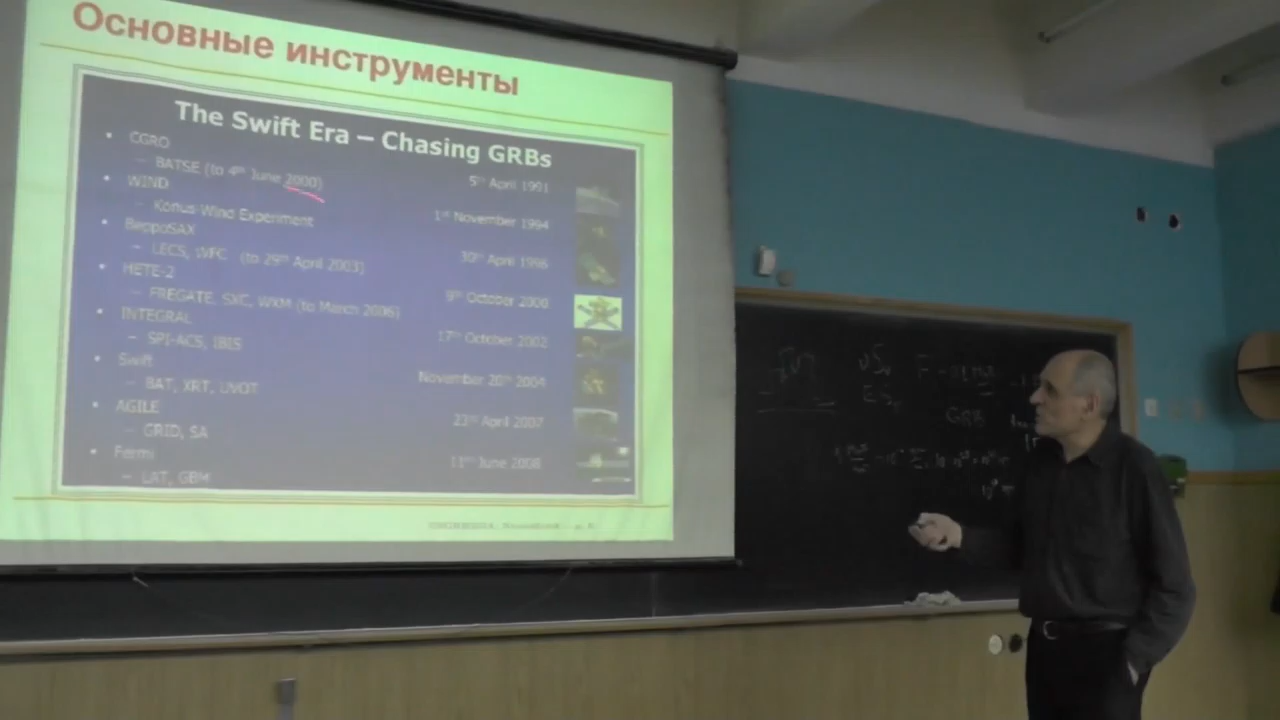 Основные инструменты
The Swift Era – Chasing GRBs
• CGRO
– BATSE (to 4th June 2000) 5th April 1991
• WIND
– Konus Wind Experiment 1st November 1994
• BeppoSAX
– LECS, WFC (to 29th April 2003) 30th April 1996
• HETE-2
– FREGATE, SXC, WXM (to March 2006) 9th October 2000
• INTEGRAL
– SPI-ACS, IBIS 17th October 2002
• Swift
– BAT, XRT, UVOT November 20th 2004
• AGILE
– GRID, SA 23rd April 2007
• Fermi
– LAT, GBM 11th June 2008
GRB